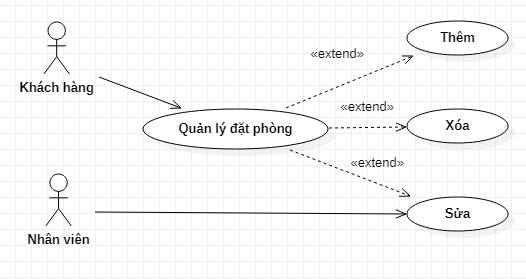 Thêm
«extend»
Khách hàng
«extend»
Quản lý đặt phòng
Xóa
«extend»
Sửa
Nhân viên